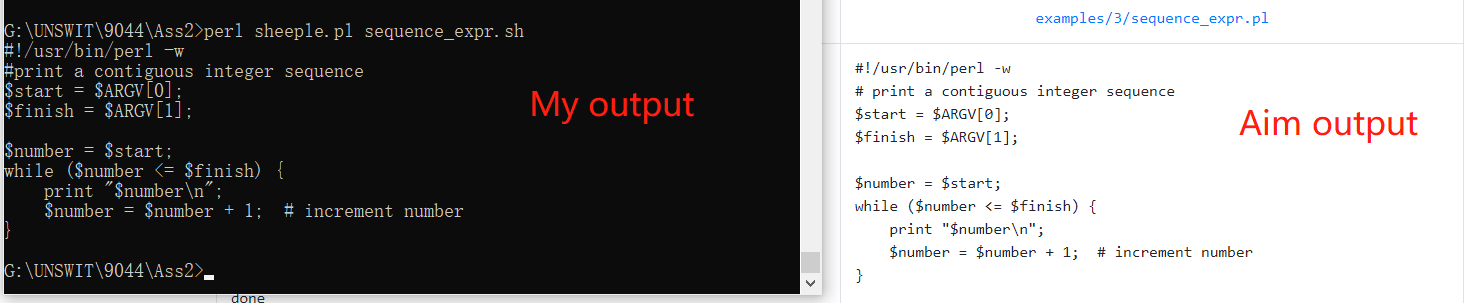 G:\UNSWIT\9044\Ass2>perl sheeple.pl sequence_expr.sh
#!/usr/bin/perl -w
#print a contiguous integer sequence
$start = $ARGV[0];
$finish = $ARGV[1];
$number = $start;
while ($number <= $finish) {
    print "$number\n";
    $number = $number + 1;  # increment number
}
G:\UNSWIT\9044\Ass2>
My output
examples/3/sequence_expr.pl
#!/usr/bin/perl -w
# print a contiguous integer sequence
$start = $ARGV[0];
$finish = $ARGV[1];
$number = $start;
while ($number <= $finish) {
    print "$number\n";
    $number = $number + 1;  # increment number
}
Aim output
done